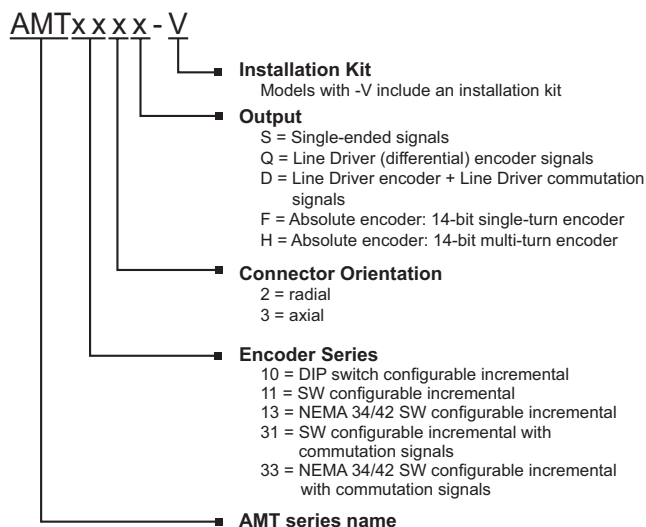 AMTxxxx-V
Installation Kit
Models with -V include an installation kit
Output
S = Single-ended signals
Q = Line Driver (differential) encoder signals
D = Line Driver encoder + Line Driver commutation
signals
F = Absolute encoder: 14-bit single-turn encoder
H = Absolute encoder: 14-bit multi-turn encoder
Connector Orientation
2 = radial
3 = axial
Encoder Series
10 = DIP switch configurable incremental
11 = SW configurable incremental
13 = NEMA 34/42 SW configurable incremental
31 = SW configurable incremental with
commutation signals
33 = NEMA 34/42 SW configurable incremental
with commutation signals
AMT series name